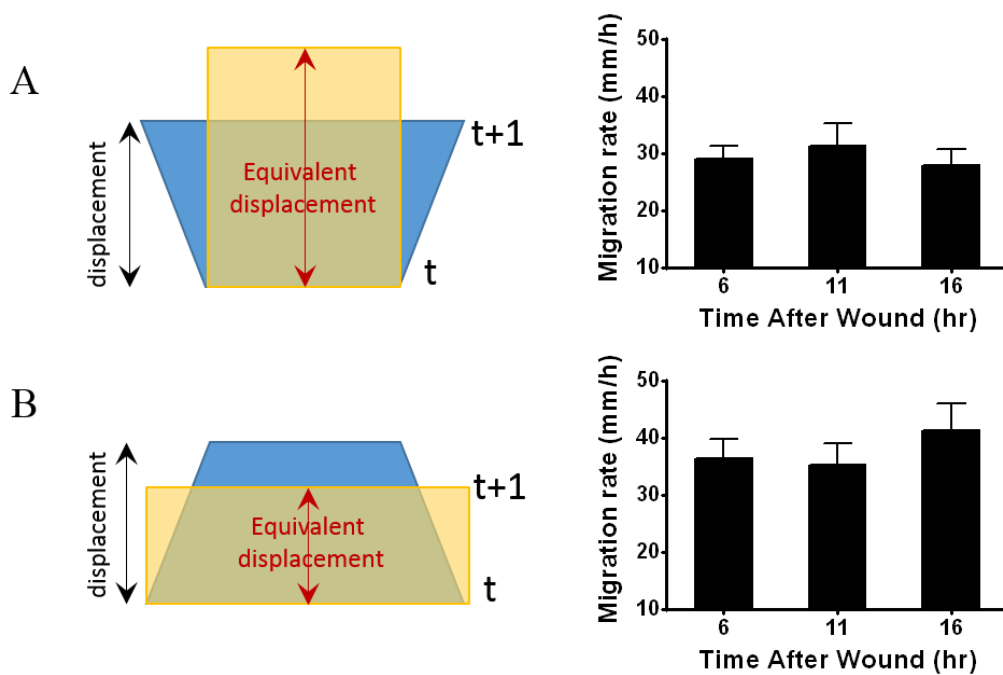 A
displacement
Equivalent
displacement
t+1
t
Migration rate (mm/h)
50
40
30
20
10
6 11 16
Time After Wound (hr)
B
displacement
Equivalent
displacement
t+1
t
Migration rate (mm/h)
50
40
30
20
10
6 11 16
Time After Wound (hr)